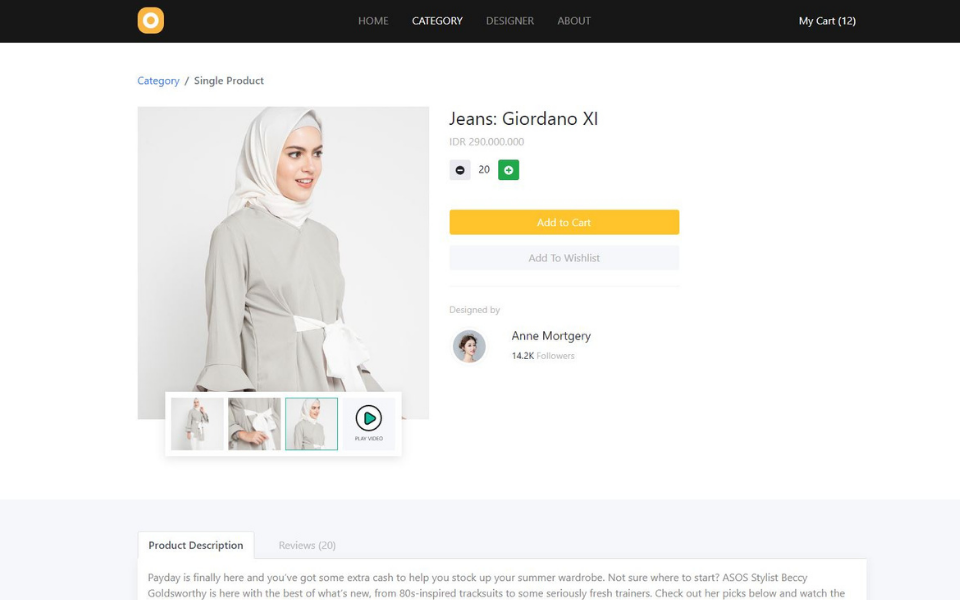 HOME CATEGORY DESIGNER ABOUT My Cart (12)
Category / Single Product
Jeans: Giordano XI
IDR 290.000.000
20
Add to Cart
Add To Wishlist
Designed by
Anne Mortgery
14.2K Followers
PLAY VIDEO
Product Description Reviews (20)
Payday is finally here and you've got some extra cash to help you stock up your summer wardrobe. Not sure where to start? ASOS Stylist Beccy
Goldsworthy is here with the best of what's new, from 80s-inspired tracksuits to some seriously fresh trainers. Check out her picks below and watch the